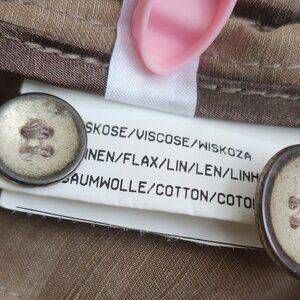 SKOSE/VISCOSE/WISKOZA
INEN/FLAX/LIN/LEN/LINH
BAUMWOLLE/COTTON/COTO